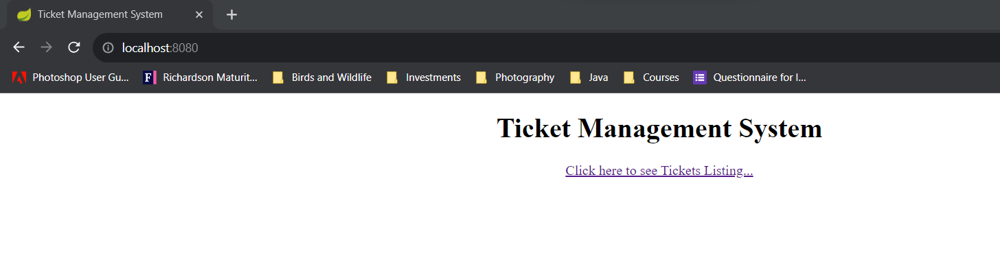 Ticket Management System
localhost:8080
Photoshop User Gu... Richardson Maturit... Birds and Wildlife Investments Photography Java Courses Questionnaire for I...
Ticket Management System
Click here to see Tickets Listing...